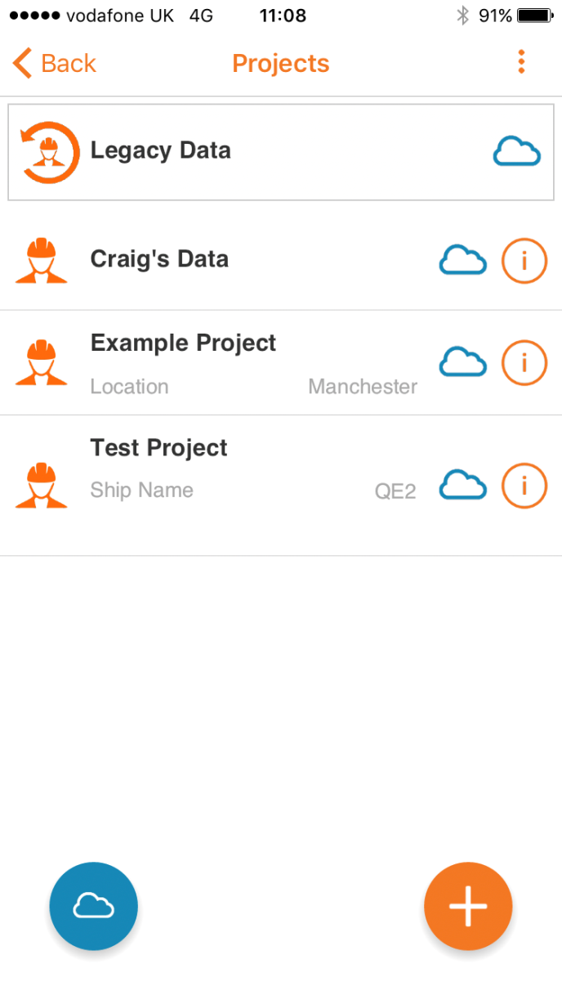 vodafone UK 4G 11:08 91%
Back Projects
Legacy Data
Craig's Data
i
Example Project
Location Manchester
i
Test Project
Ship Name QE2
i